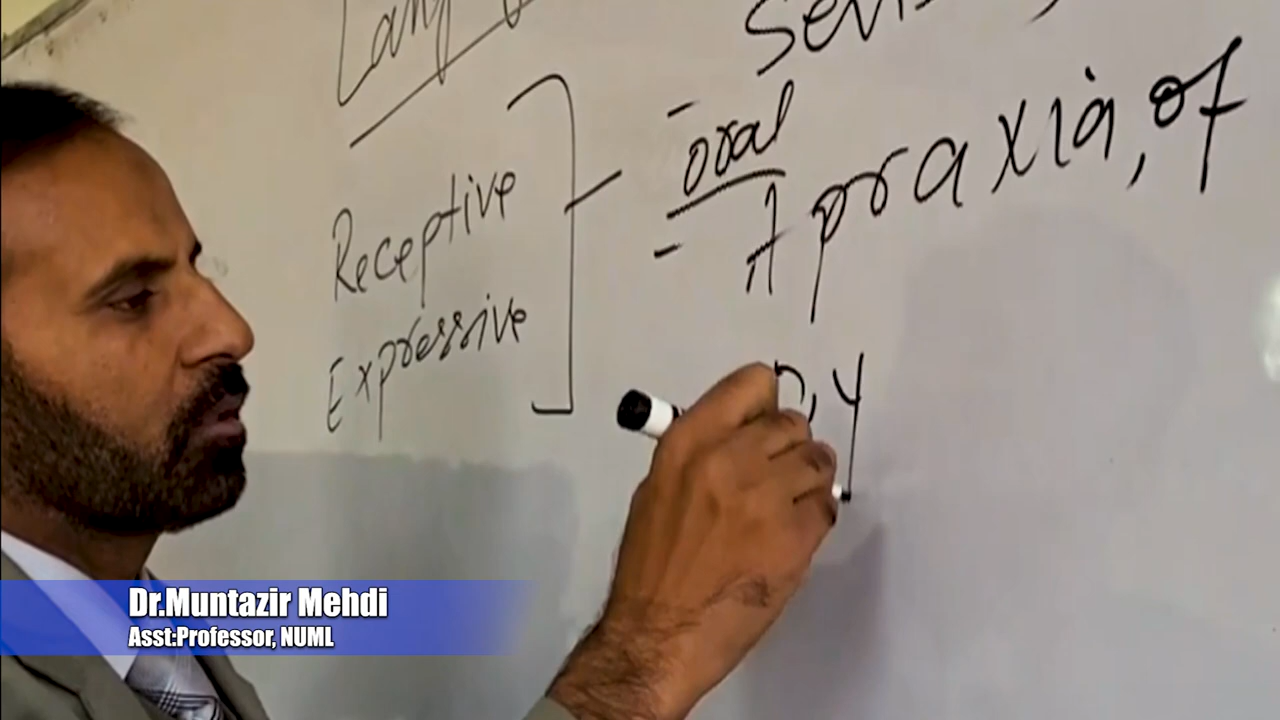 Receptive
Expressive
- oral
- Apraxia, of
Dr.Muntazir Mehdi
Asst:Professor, NUML